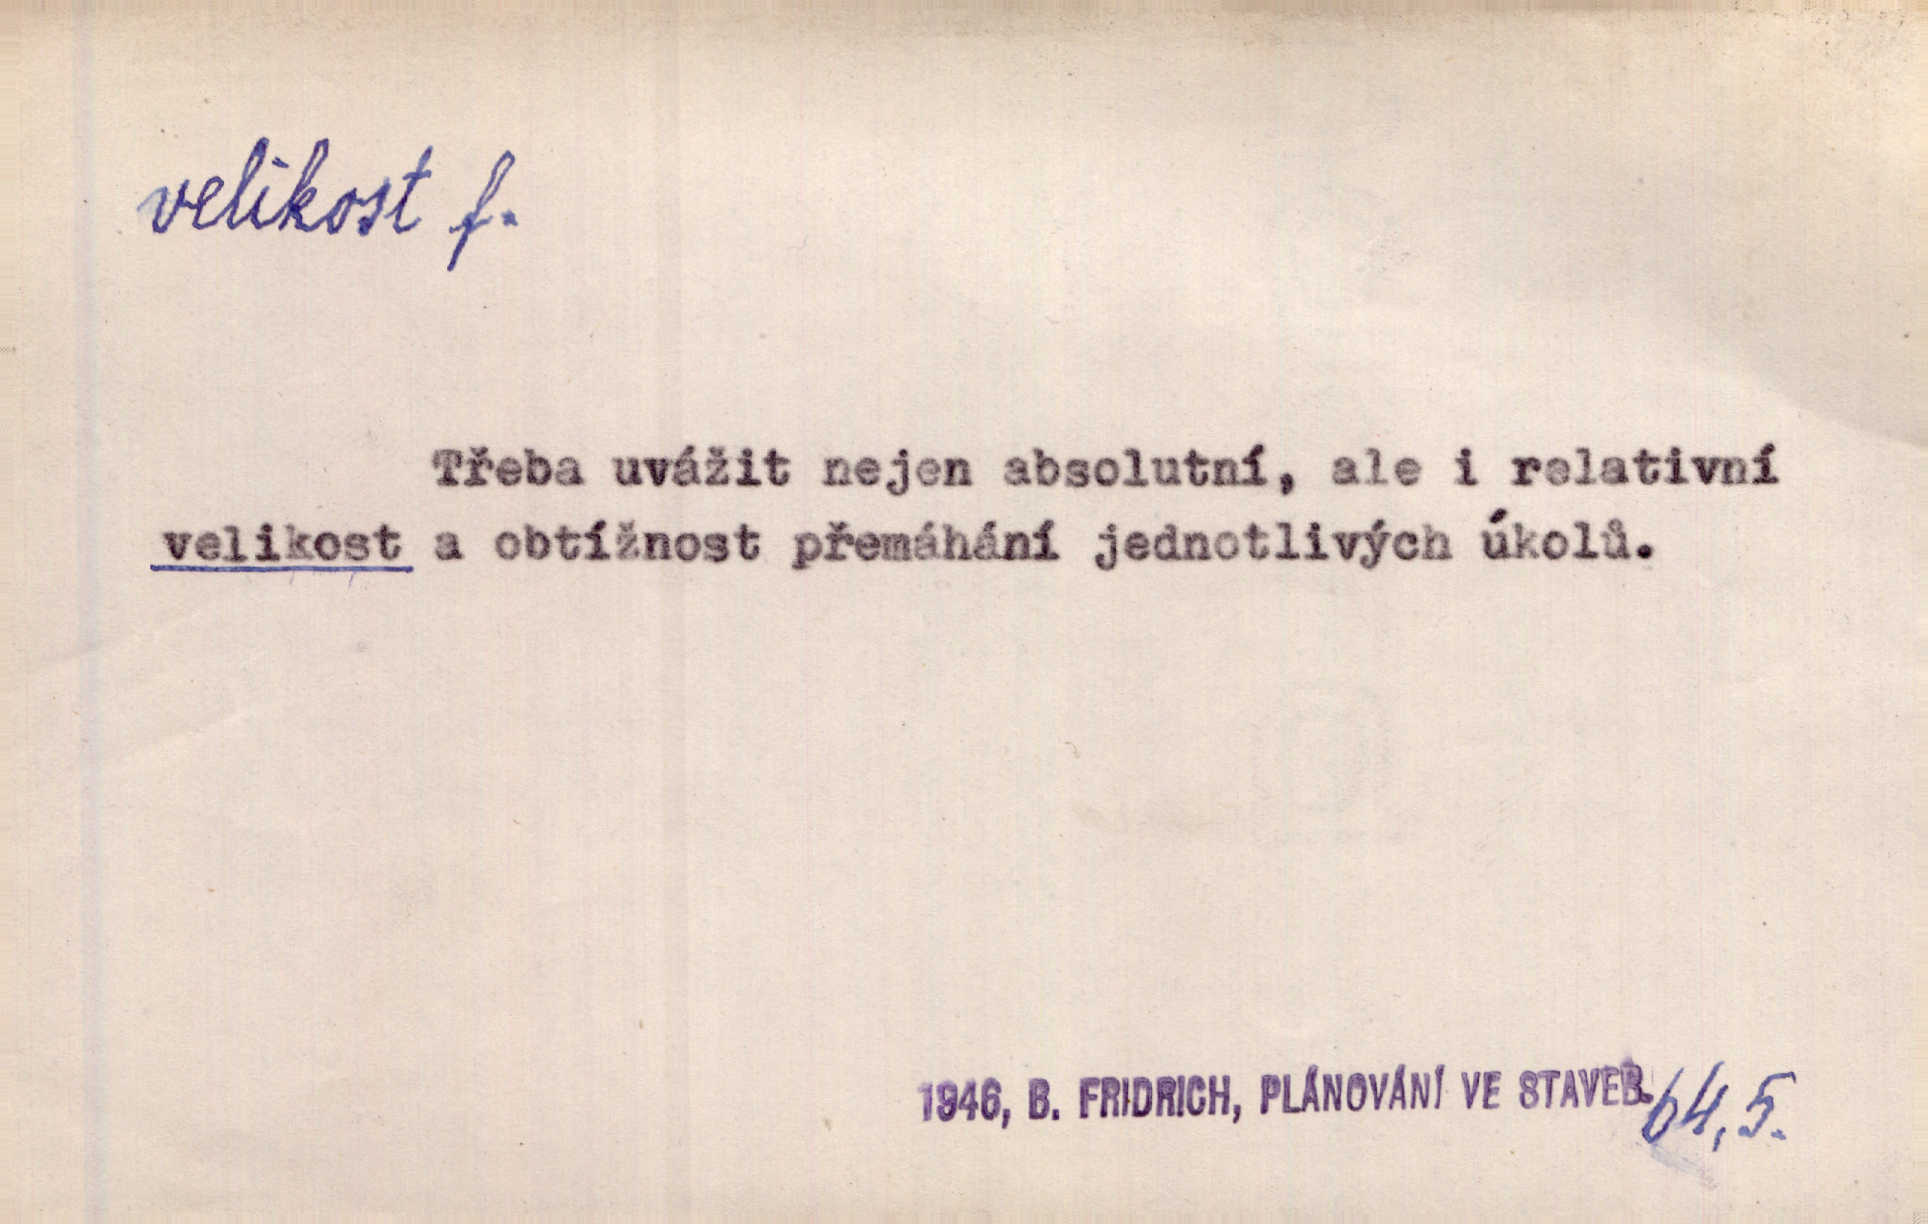 velikost f.
Třeba uvážit nejen absolutní, ale i relativní
velikost a obtížnost přemáhání jednotlivých úkolů.
1946, B. FRIDRICH, PLÁNOVÁNÍ VE STAVEB. 64,5.